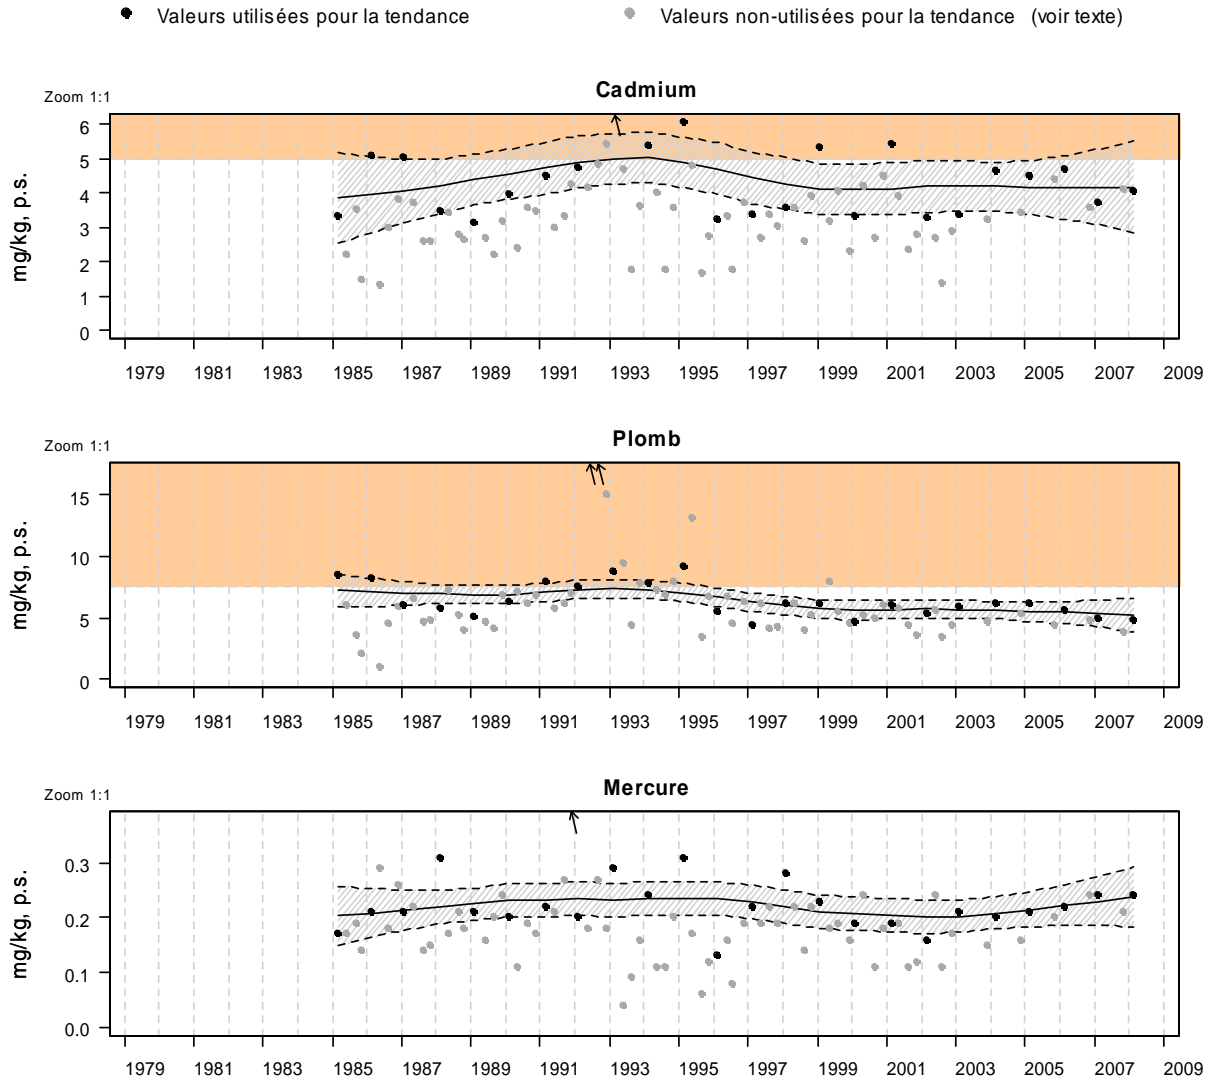 Valeurs utilisées pour la tendance Valeurs non-utilisées pour la tendance (voir texte)
Cadmium
Zoom 1:1
mg/kg, p.s.
6
5
4
3
2
1
0
1979 1981 1983 1985 1987 1989 1991 1993 1995 1997 1999 2001 2003 2005 2007 2009
Plomb
Zoom 1:1
mg/kg, p.s.
15
10
5
0
1979 1981 1983 1985 1987 1989 1991 1993 1995 1997 1999 2001 2003 2005 2007 2009
Mercure
Zoom 1:1
mg/kg, p.s.
0.3
0.2
0.1
0.0
1979 1981 1983 1985 1987 1989 1991 1993 1995 1997 1999 2001 2003 2005 2007 2009